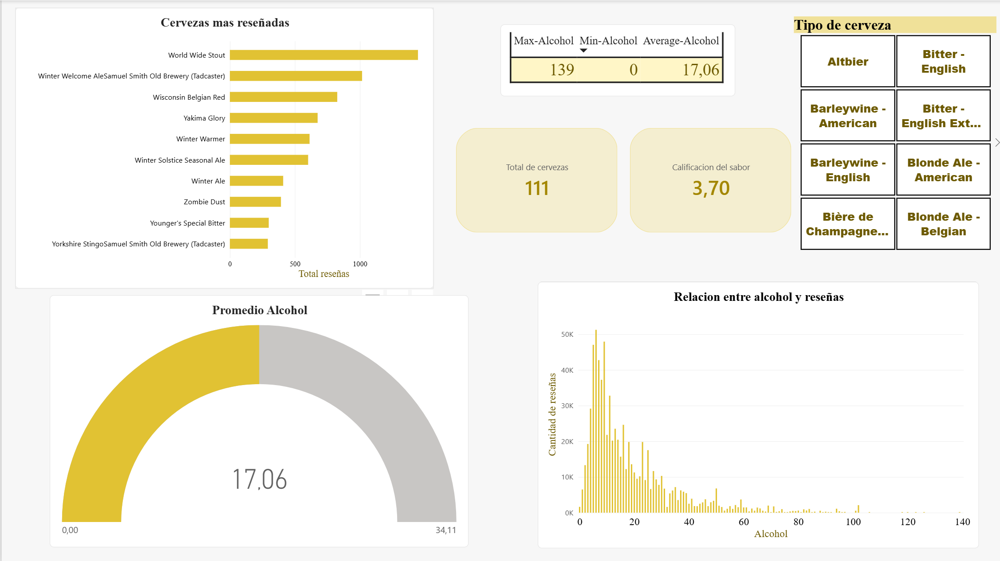 Cervezas mas reseñadas
World Wide Stout
Winter Welcome AleSamuel Smith Old Brewery (Tadcaster)
Wisconsin Belgian Red
Yakima Glory
Winter Warmer
Winter Solstice Seasonal Ale
Winter Ale
Zombie Dust
Younger's Special Bitter
Yorkshire StingoSamuel Smith Old Brewery (Tadcaster)
0 500 1000
Total reseñas
Max-Alcohol Min-Alcohol Average-Alcohol
139 0 17,06
Total de cervezas
111
Calificacion del sabor
3,70
Tipo de cerveza
Altbier
Bitter -
English
Barleywine -
American
Bitter -
English Ext...
Barleywine -
English
Blonde Ale -
American
Bière de
Champagne...
Blonde Ale -
Belgian
Promedio Alcohol
17,06
0,00 34,11
Relacion entre alcohol y reseñas
Cantidad de reseñas
50K
40K
30K
20K
10K
0K
0 20 40 60 80 100 120 140
Alcohol